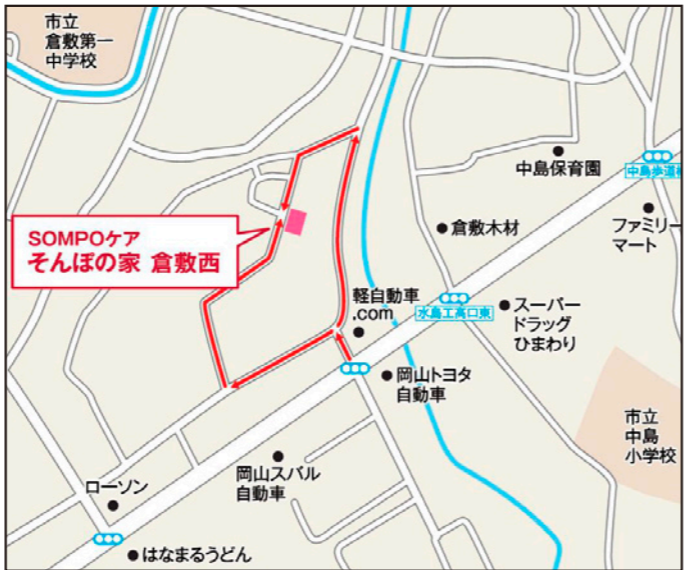 市立
倉敷第一
中学校
中島保育園
中島歩道橋
ファミリー
マート
倉敷木材
SOMPOケア
そんぽの家 倉敷西
軽自動車
.com
水島工高口東
スーパー
ドラッグ
ひまわり
岡山トヨタ
自動車
市立
中島
小学校
岡山スバル
自動車
ローソン
はなまるうどん